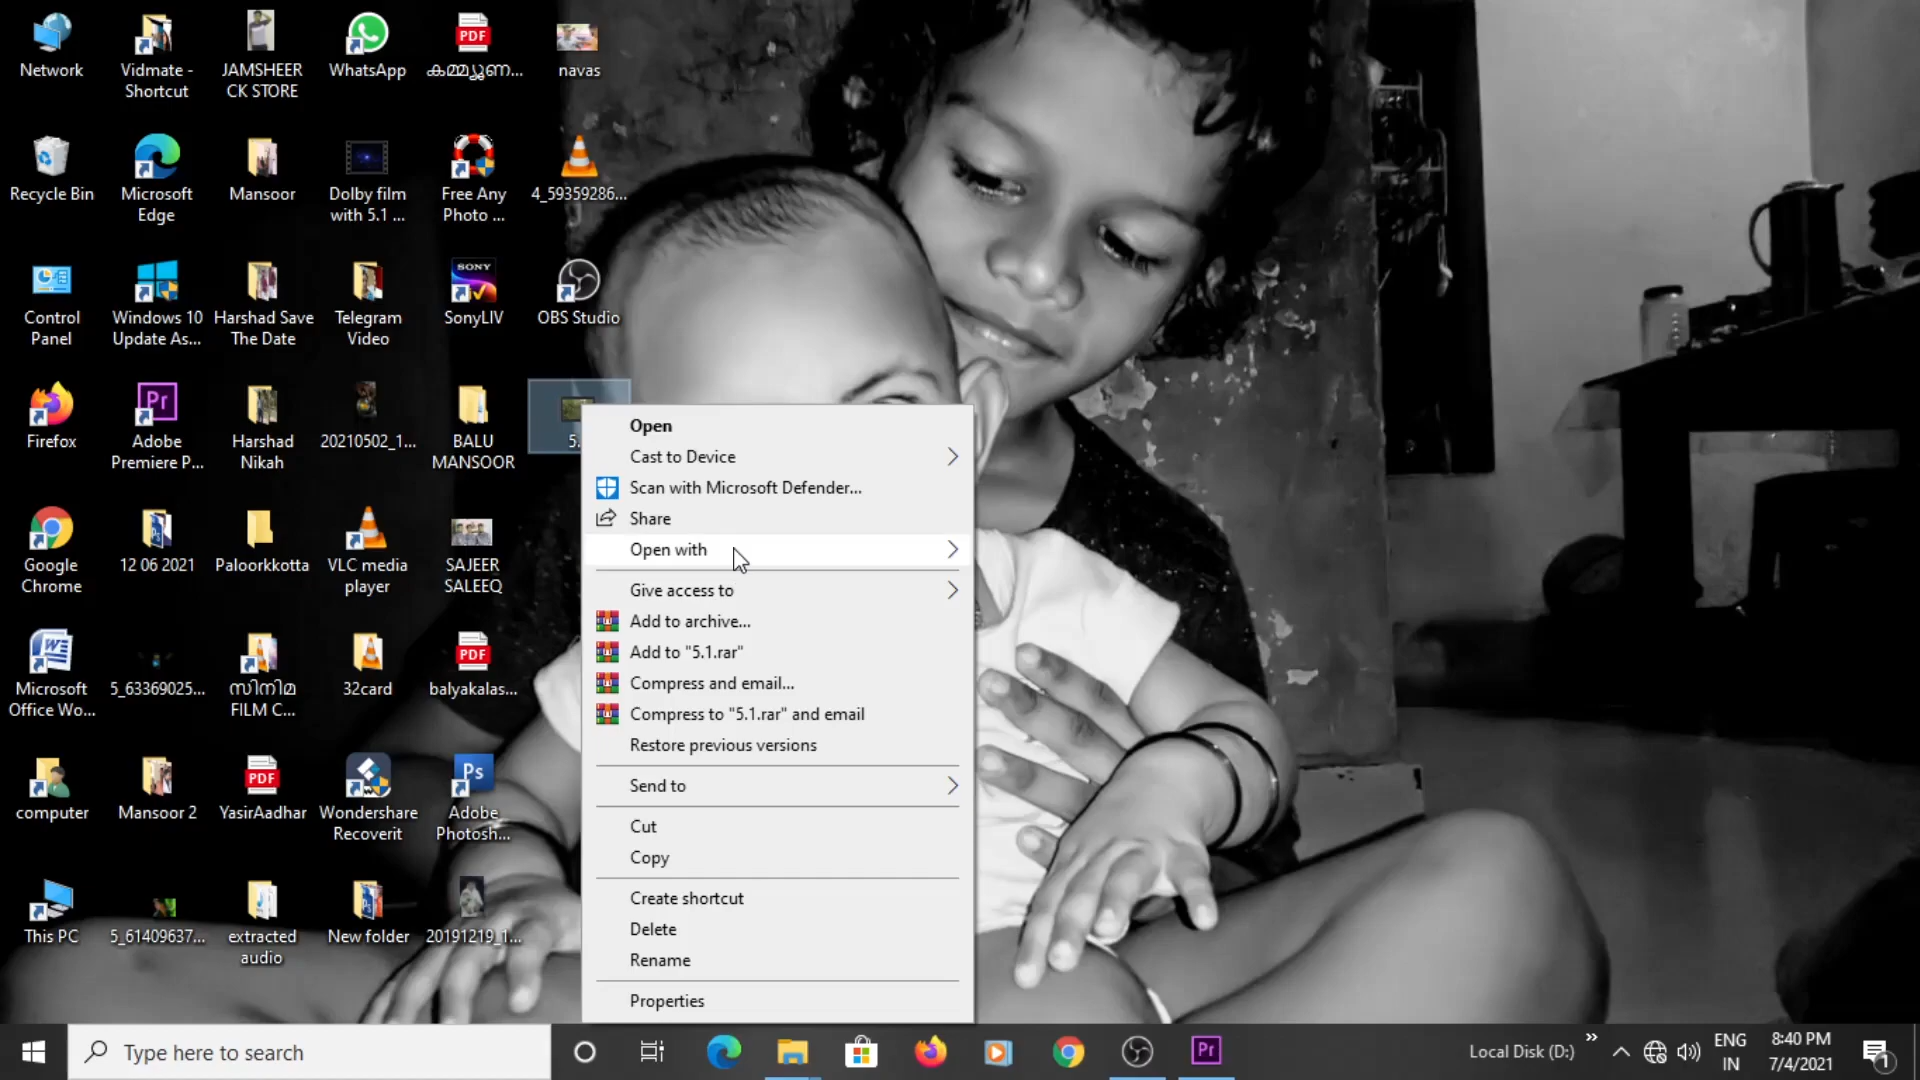 Network
Vidmate -
Shortcut
JAMSHEER
CK STORE
WhatsApp
PDF
കമ്മ്യൂണ...
navas
Recycle Bin
Microsoft
Edge
Mansoor
Dolby film
with 5.1 ...
Free Any
Photo ...
4_59359286...
Control
Panel
Windows 10
Update As...
Harshad Save
The Date
Telegram
Video
SONY
SonyLIV
OBS Studio
Firefox
Pr
Adobe
Premiere P...
Harshad
Nikah
20210502_1...
BALU
MANSOOR
5.
Google
Chrome
12 06 2021
Paloorkkotta
VLC media
player
SAJEER
SALEEQ
Microsoft
Office Wo...
5_63369025...
സിനിമ
FILM C...
32card
PDF
balyakalas...
computer
Mansoor 2
PDF
YasirAadhar
Wondershare
Recoverit
Ps
Adobe
Photosh...
This PC
5_61409637...
extracted
audio
New folder
20191219_1...
Open
Cast to Device
Scan with Microsoft Defender...
Share
Open with
Give access to
Add to archive...
Add to "5.1.rar"
Compress and email...
Compress to "5.1.rar" and email
Restore previous versions
Send to
Cut
Copy
Create shortcut
Delete
Rename
Properties
Type here to search
Pr
Local Disk (D:)
ENG
IN
8:40 PM
7/4/2021
1